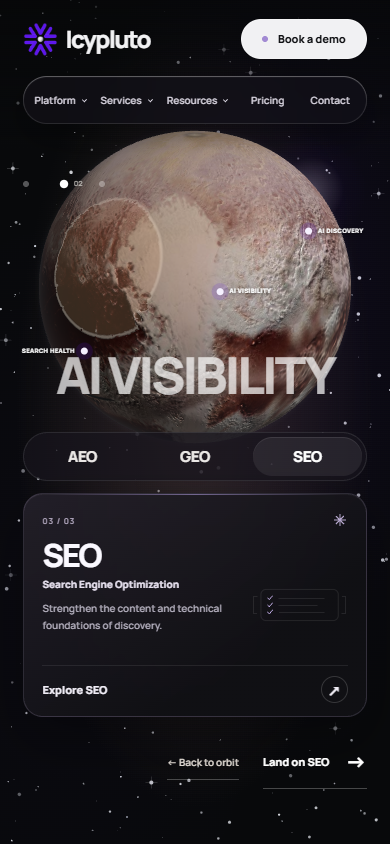 Icypluto
Book a demo
Platform Services Resources Pricing Contact
02
AI DISCOVERY
AI VISIBILITY
SEARCH HEALTH
AI VISIBILITY
AEO GEO SEO
03 / 03
SEO
Search Engine Optimization
Strengthen the content and technical
foundations of discovery.
Explore SEO
← Back to orbit Land on SEO →